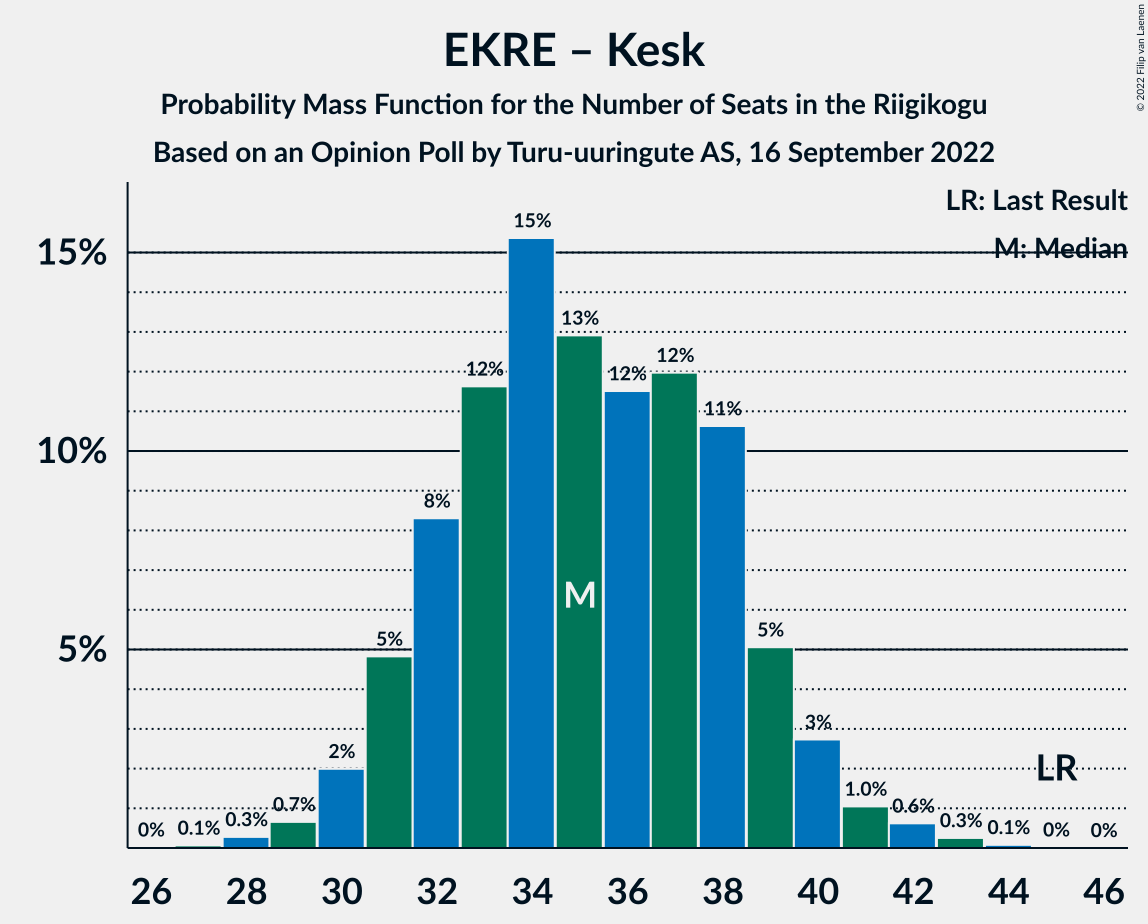 EKRE – Kesk
Probability Mass Function for the Number of Seats in the Riigikogu
Based on an Opinion Poll by Turu-uuringute AS, 16 September 2022
© 2022 Filip van Laenen
LR: Last Result
M: Median
15%
10%
5%
0%
0.1%
0.3%
0.7%
2%
5%
8%
12%
15%
13%
12%
12%
11%
5%
3%
1.0%
0.6%
0.3%
0.1%
0%
0%
M
LR
26 28 30 32 34 36 38 40 42 44 46